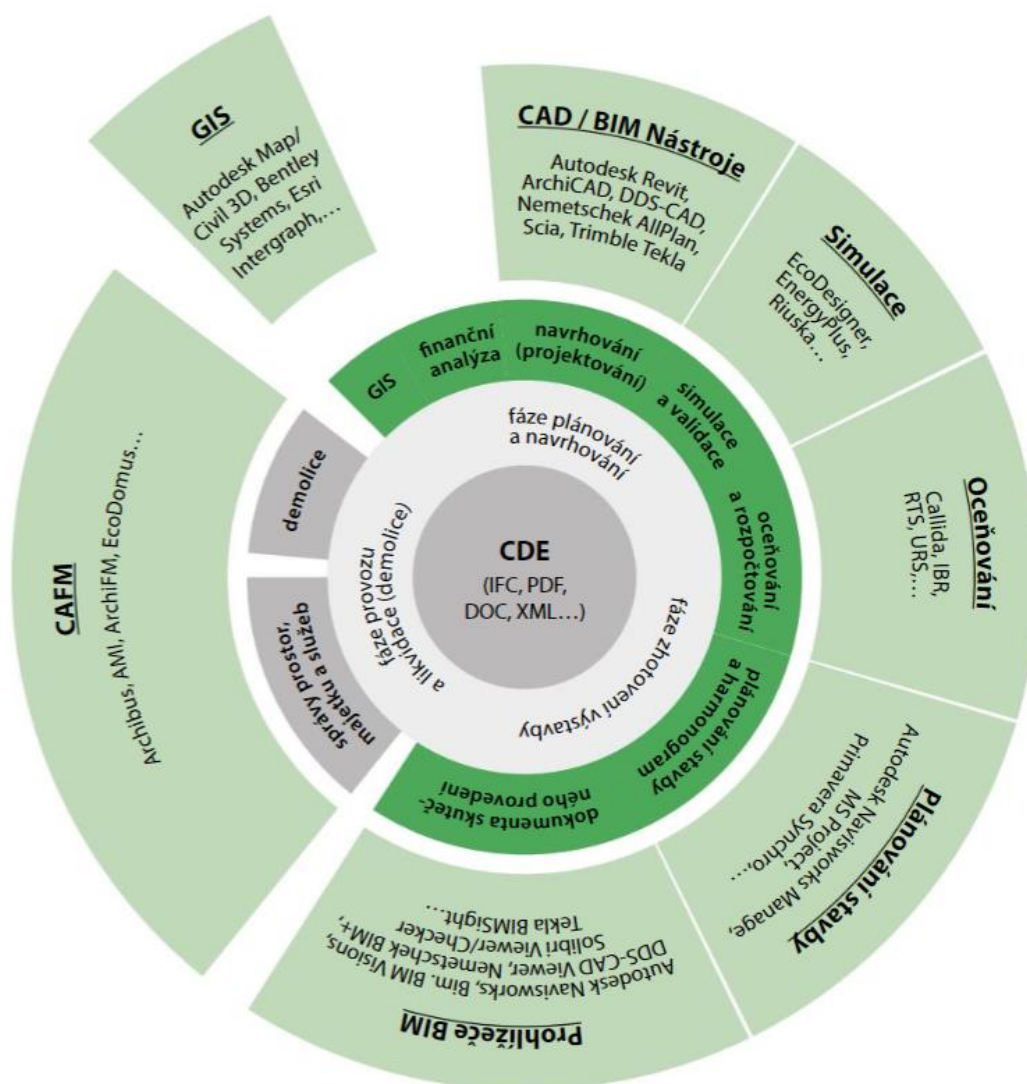 GIS
Autodesk Map/
Civil 3D, Bentley
Systems, Esri
Intergraph,…
CAD / BIM Nástroje
Autodesk Revit,
ArchiCAD, DDS-CAD,
Nemetschek AllPlan,
Scia, Trimble Tekla
Simulace
EcoDesigner,
EnergyPlus,
Riuska…
Oceňování
Callida, IBR,
RTS, URS,…
Plánování stavby
Autodesk Navisworks Manage,
MS Project,
Primavera Synchro,…
Prohlížeče BIM
Autodesk Navisworks, Bim. BIM Visions,
DDS-CAD Viewer, Nemetschek BIM+,
Solibri Viewer/Checker
Tekla BIMSight…
CAFM
Archibus, AMI, ArchiFM, EcoDomus…
GIS
finanční
analýza
navrhování
(projektování)
simulace
a validace
oceňování
a rozpočtování
plánování stavby
a harmonogram
dokumenta skuteč-
ného provedení
správy prostor,
majetku a služeb
demolice
fáze plánování
a navrhování
fáze zhotovení výstavby
fáze provozu
a likvidace (demolice)
CDE
(IFC, PDF,
DOC, XML…)